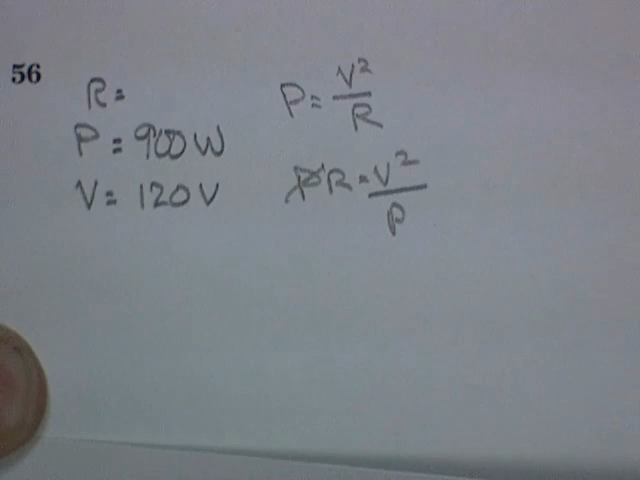 56
R=
P = 900 W
V = 120 V
P = V²/R
R = V²/P